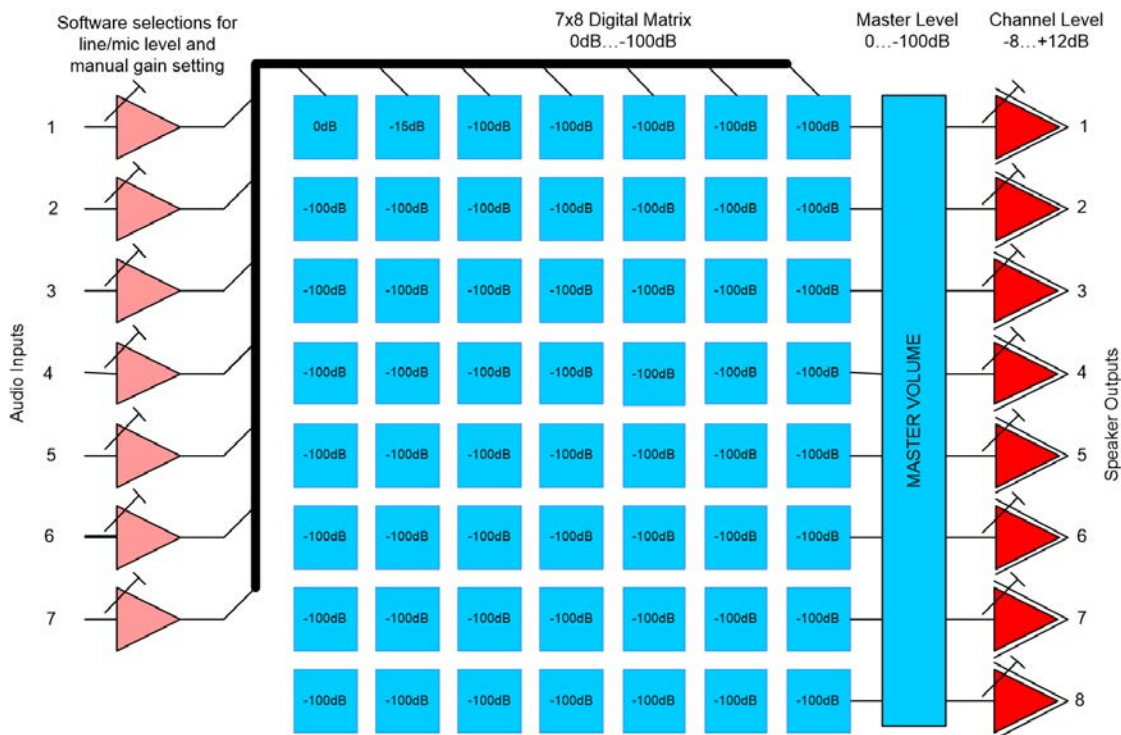 Software selections for
line/mic level and
manual gain setting
7x8 Digital Matrix
0dB...-100dB
Master Level
0...-100dB
Channel Level
-8...+12dB
Audio Inputs
1
2
3
4
5
6
7
0dB -15dB -100dB -100dB -100dB -100dB -100dB
-100dB -100dB -100dB -100dB -100dB -100dB -100dB
-100dB -100dB -100dB -100dB -100dB -100dB -100dB
-100dB -100dB -100dB -100dB -100dB -100dB -100dB
-100dB -100dB -100dB -100dB -100dB -100dB -100dB
-100dB -100dB -100dB -100dB -100dB -100dB -100dB
-100dB -100dB -100dB -100dB -100dB -100dB -100dB
-100dB -100dB -100dB -100dB -100dB -100dB -100dB
MASTER VOLUME
1
2
3
4
5
6
7
8
Speaker Outputs